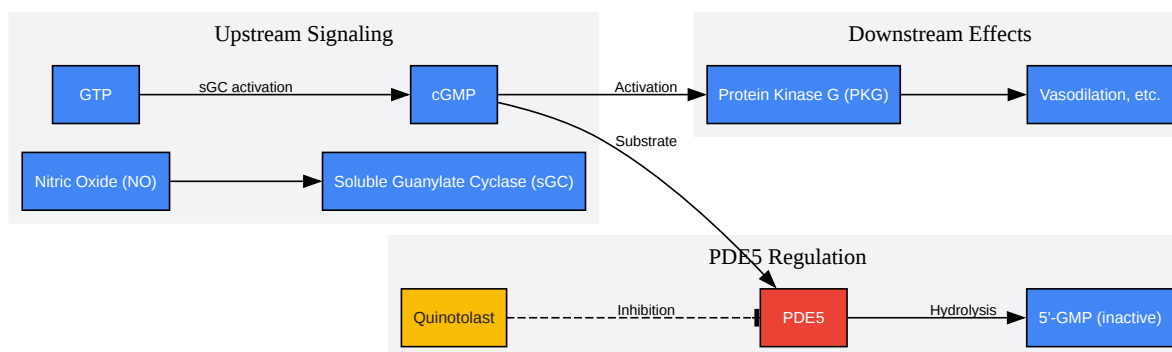 Upstream Signaling
GTP
sGC activation
cGMP
Nitric Oxide (NO)
Soluble Guanylate Cyclase (sGC)
Downstream Effects
Activation
Protein Kinase G (PKG)
Vasodilation, etc.
Substrate
PDE5 Regulation
Quinotolast
Inhibition
PDE5
Hydrolysis
5'-GMP (inactive)